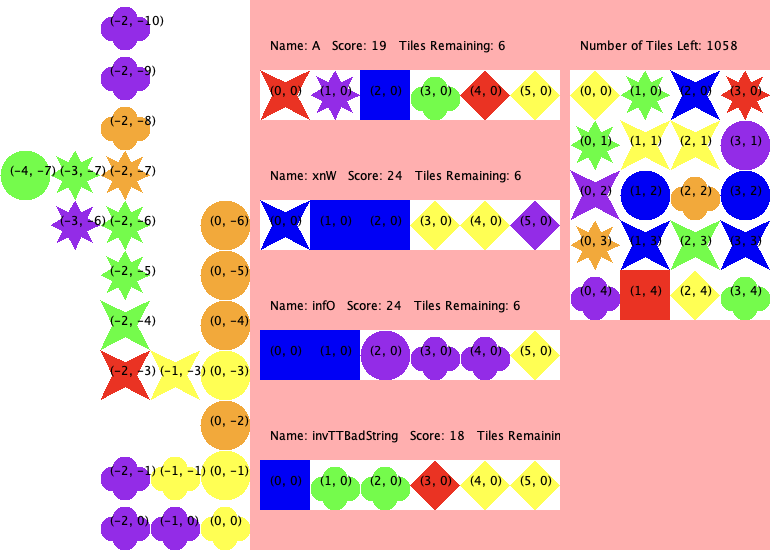 (-2, -10)
(-2, -9)
(-2, -8)
(-4, -7) (-3, -7) (-2, -7)
(-3, -6) (-2, -6) (0, -6)
(-2, -5) (0, -5)
(-2, -4) (0, -4)
(-2, -3) (-1, -3) (0, -3)
(0, -2)
(-2, -1) (-1, -1) (0, -1)
(-2, 0) (-1, 0) (0, 0)
Name: A Score: 19 Tiles Remaining: 6
(0, 0) (1, 0) (2, 0) (3, 0) (4, 0) (5, 0)
Name: xnW Score: 24 Tiles Remaining: 6
(0, 0) (1, 0) (2, 0) (3, 0) (4, 0) (5, 0)
Name: infO Score: 24 Tiles Remaining: 6
(0, 0) (1, 0) (2, 0) (3, 0) (4, 0) (5, 0)
Name: invTTBadString Score: 18 Tiles Remainin
(0, 0) (1, 0) (2, 0) (3, 0) (4, 0) (5, 0)
Number of Tiles Left: 1058
(0, 0) (1, 0) (2, 0) (3, 0)
(0, 1) (1, 1) (2, 1) (3, 1)
(0, 2) (1, 2) (2, 2) (3, 2)
(0, 3) (1, 3) (2, 3) (3, 3)
(0, 4) (1, 4) (2, 4) (3, 4)